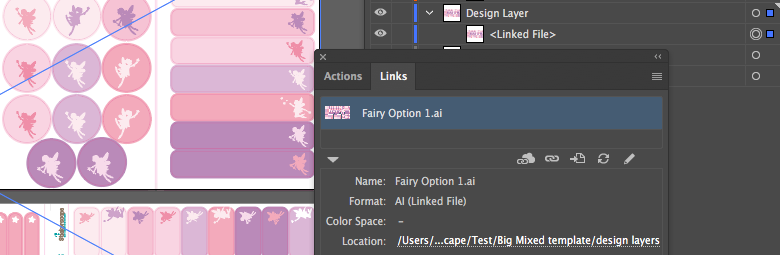 Design Layer
<Linked File>
Actions
Links
Fairy Option 1.ai
Name: Fairy Option 1.ai
Format: AI (Linked File)
Color Space: –
Location: /Users/...cape/Test/Big Mixed template/design layers